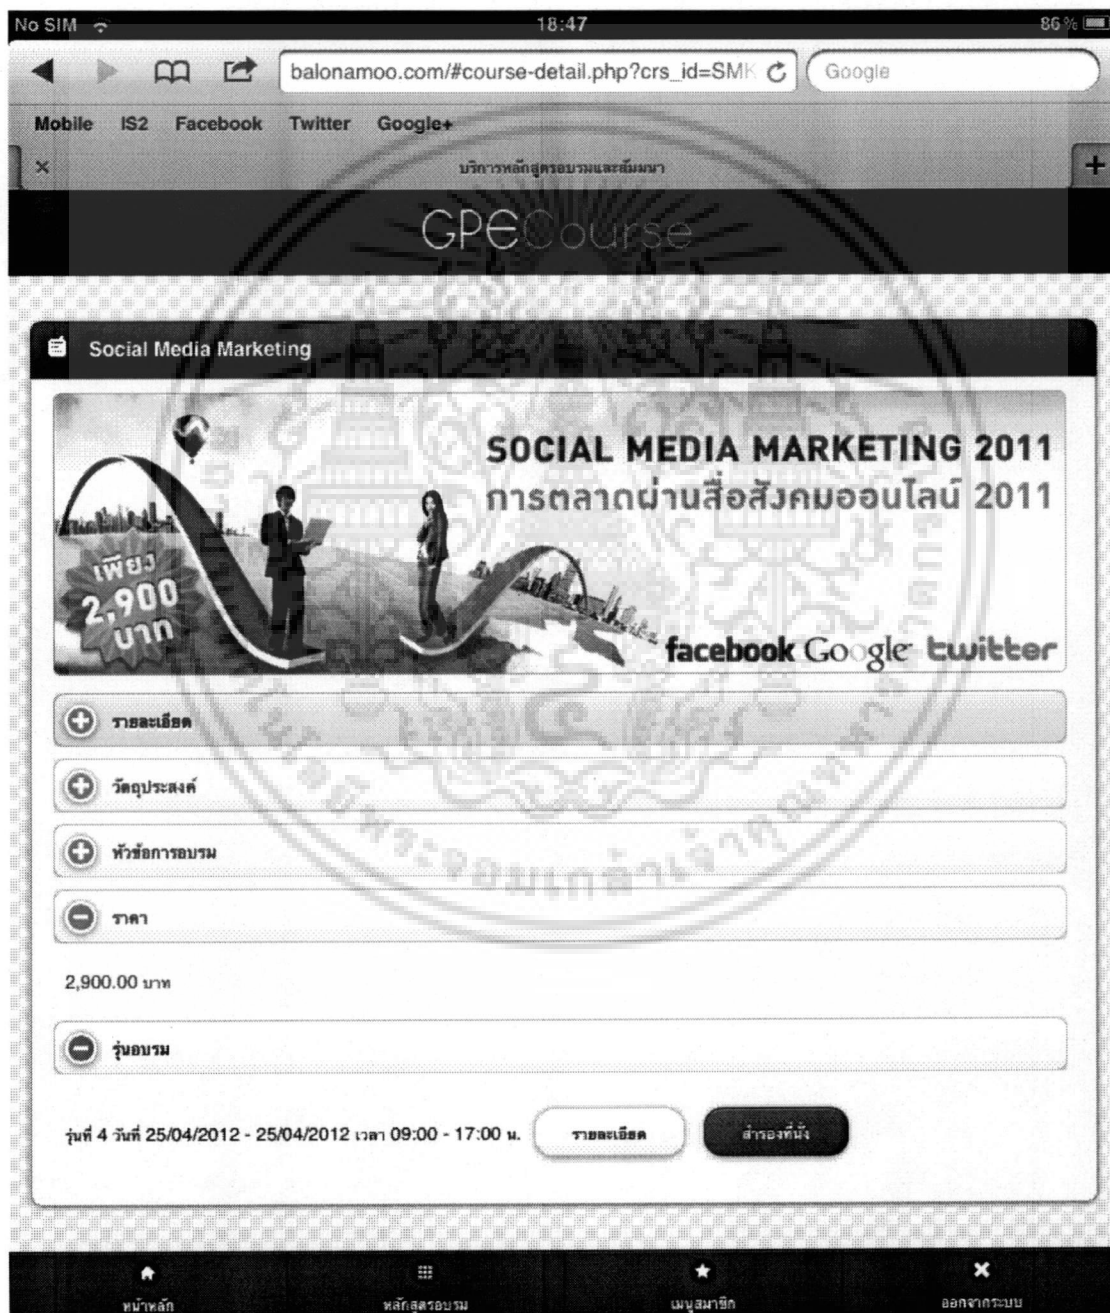 No SIM 18:47 86%
balonamoo.com/#course-detail.php?crs_id=SMK Google
Mobile IS2 Facebook Twitter Google+
บริการหลักสูตรอบรมและสัมมนา
GPECourse
Social Media Marketing
SOCIAL MEDIA MARKETING 2011
การตลาดผ่านสื่อสังคมออนไลน์ 2011
เพียง
2,900
บาท
facebook Google twitter
รายละเอียด
วัตถุประสงค์
หัวข้อการอบรม
ราคา
2,900.00 บาท
รุ่นอบรม
รุ่นที่ 4 วันที่ 25/04/2012 - 25/04/2012 เวลา 09:00 - 17:00 น. รายละเอียด สำรองที่นั่ง
หน้าหลัก หลักสูตรอบรม เมนูสมาชิก ออกจากระบบ